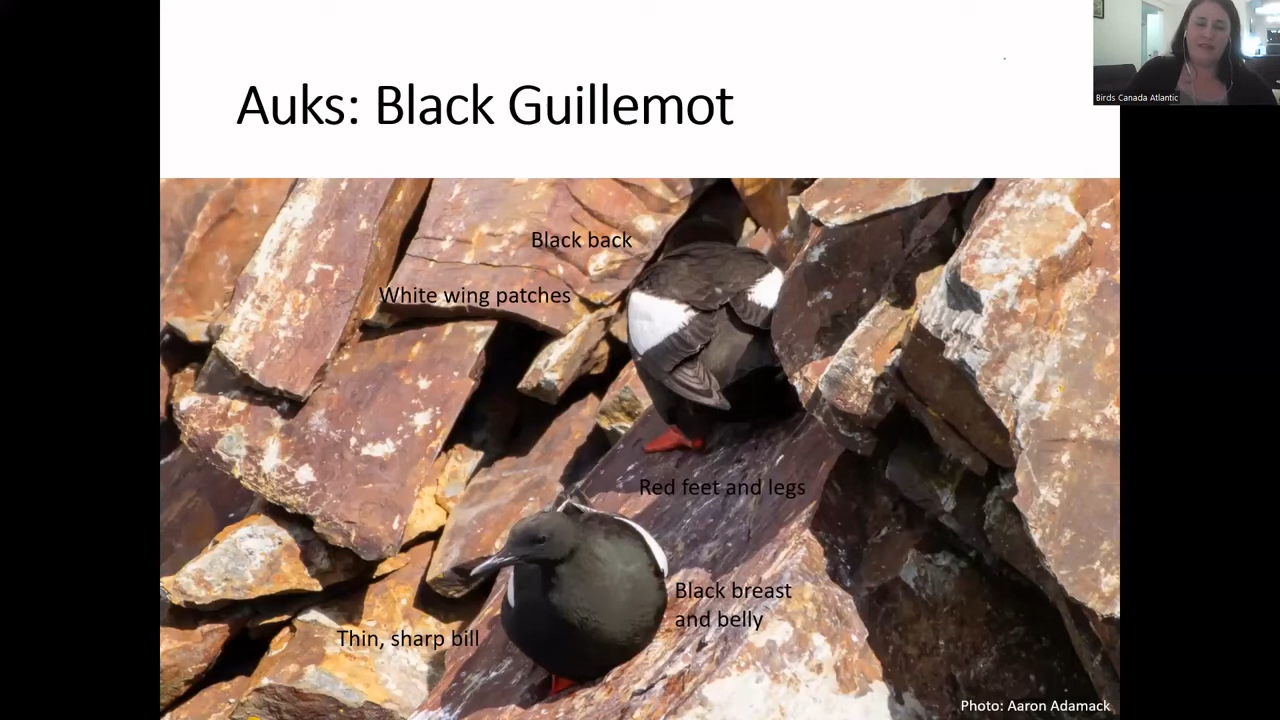 Auks: Black Guillemot
Birds Canada Atlantic
Black back
White wing patches
Red feet and legs
Black breast
and belly
Thin, sharp bill
Photo: Aaron Adamack